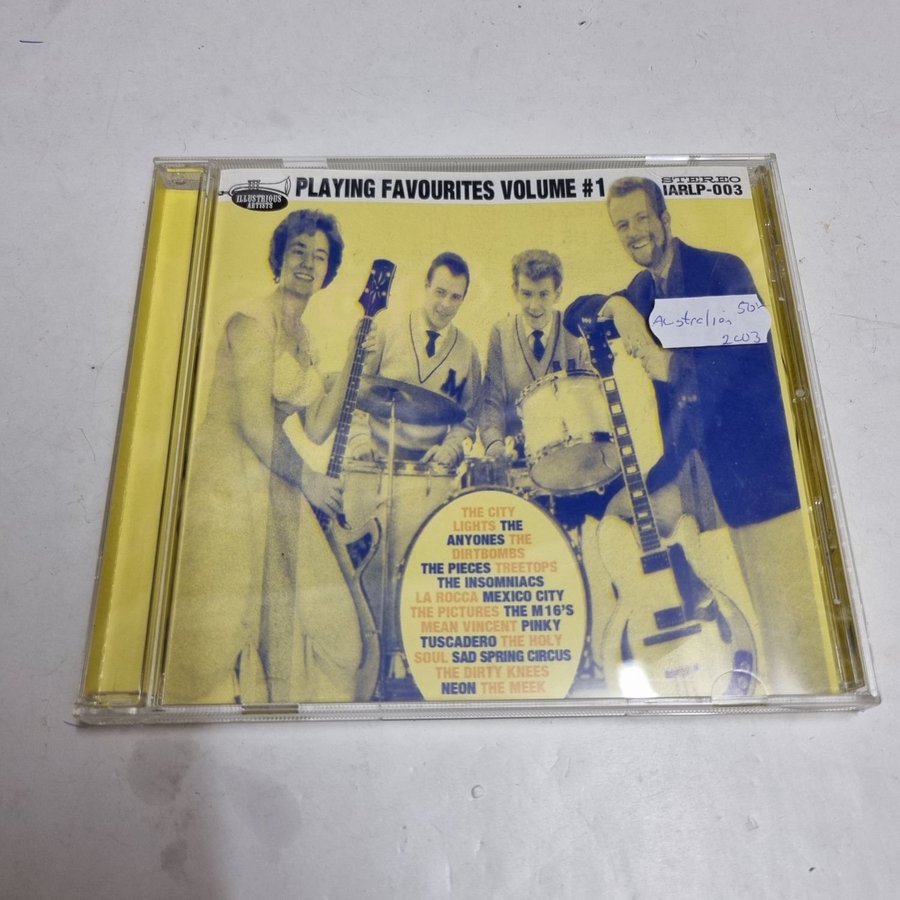 PLAYING FAVOURITES VOLUME #1
STEREO
IARLP-003
ILLUSTRIOUS
ARTISTS
Australian 50's
2003
M
THE CITY
LIGHTS THE
ANYONES THE
DIRTBOMBS
THE PIECES TREETOPS
THE INSOMNIACS
LA ROCCA MEXICO CITY
THE PICTURES THE M16'S
MEAN VINCENT PINKY
TUSCADERO THE HOLY
SOUL SAD SPRING CIRCUS
THE DIRTY KNEES
NEON THE MEEK